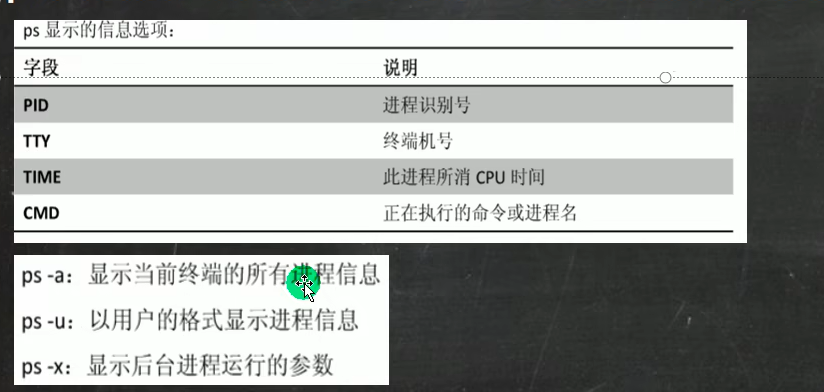 ps 显示的信息选项：
字段 说明
PID 进程识别号
TTY 终端机号
TIME 此进程所消 CPU 时间
CMD 正在执行的命令或进程名
ps -a：显示当前终端的所有进程信息
ps -u：以用户的格式显示进程信息
ps -x：显示后台进程运行的参数